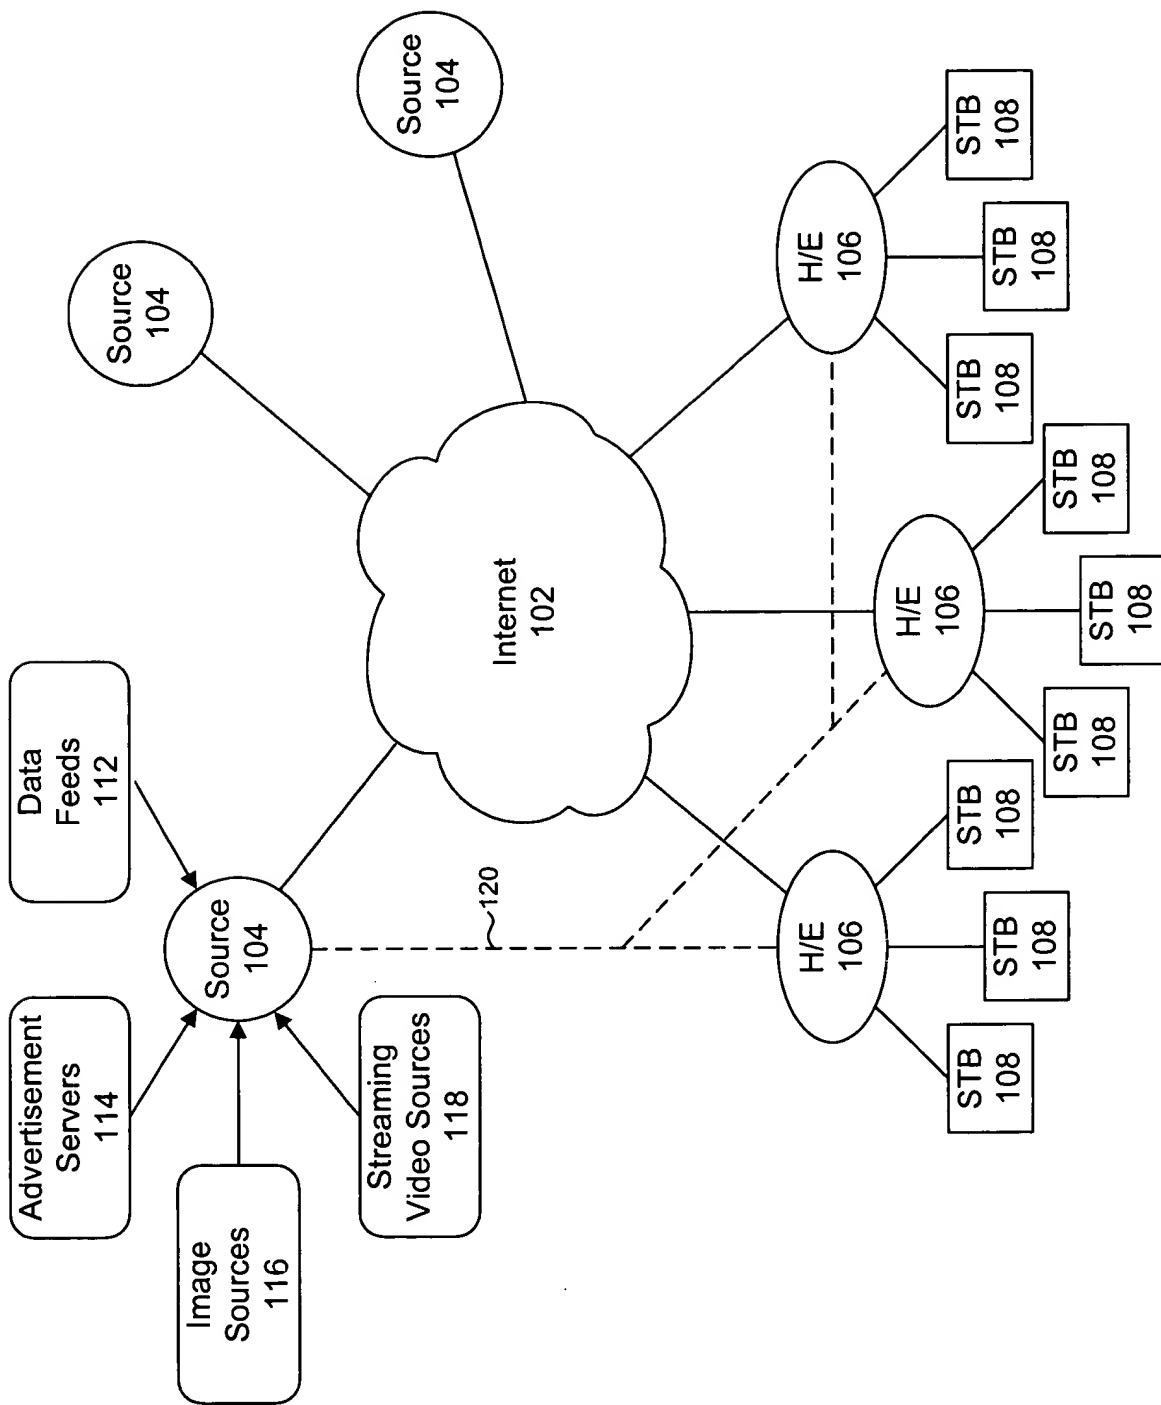 Advertisement
Servers
114
Data
Feeds
112
Source
104
Image
Sources
116
Source
104
Streaming
Video Sources
118
Source
104
120
Internet
102
H/E
106
H/E
106
H/E
106
STB
108
STB
108
STB
108
STB
108
STB
108
STB
108
STB
108
STB
108
STB
108